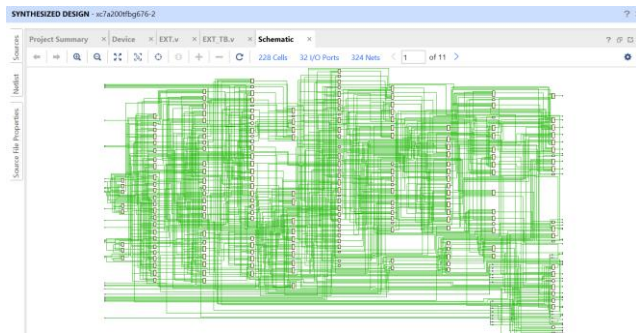 SYNTHESIZED DESIGN - xc7a200tfbg676-2
Project Summary × Device × EXT.v × EXT_TB.v × Schematic ×
228 Cells 32 I/O Ports 324 Nets 1 of 11
Sources
Netlist
Source File Properties